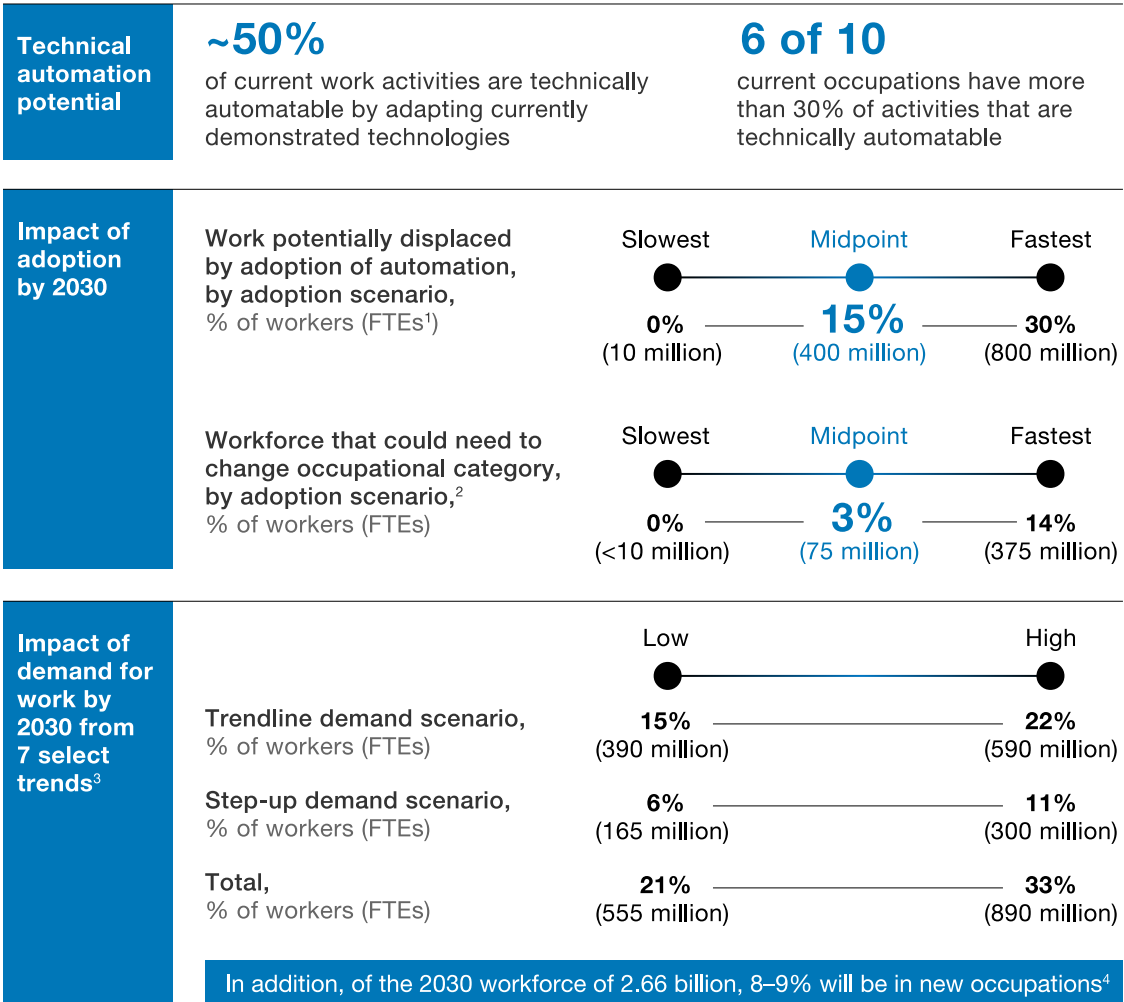 Technical
automation
potential
~50%
of current work activities are technically
automatable by adapting currently
demonstrated technologies
6 of 10
current occupations have more
than 30% of activities that are
technically automatable
Impact of
adoption
by 2030
Work potentially displaced
by adoption of automation,
by adoption scenario,
% of workers (FTEs¹)
Slowest Midpoint Fastest
0% 15% 30%
(10 million) (400 million) (800 million)
Workforce that could need to
change occupational category,
by adoption scenario,²
% of workers (FTEs)
Slowest Midpoint Fastest
0% 3% 14%
(<10 million) (75 million) (375 million)
Impact of
demand for
work by
2030 from
7 select
trends³
Low High
Trendline demand scenario,
% of workers (FTEs)
15% 22%
(390 million) (590 million)
Step-up demand scenario,
% of workers (FTEs)
6% 11%
(165 million) (300 million)
Total,
% of workers (FTEs)
21% 33%
(555 million) (890 million)
In addition, of the 2030 workforce of 2.66 billion, 8–9% will be in new occupations⁴